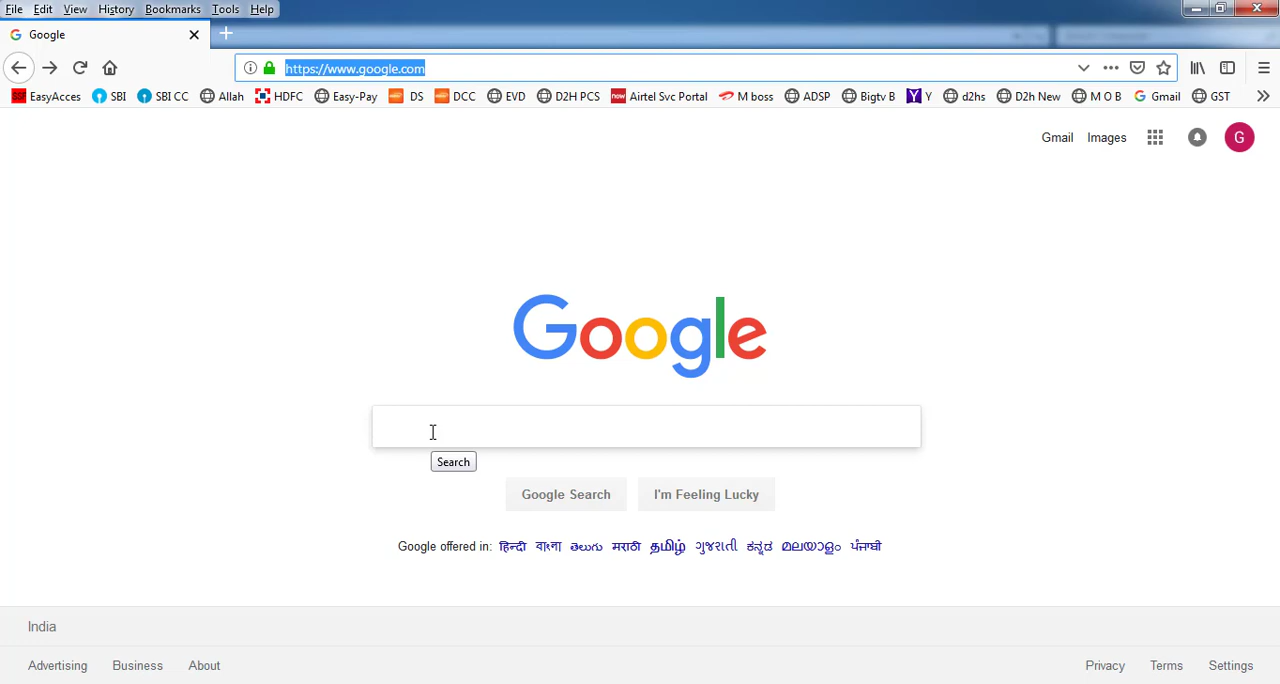 File Edit View History Bookmarks Tools Help
Google
https://www.google.com
EasyAcces SBI SBI CC Allah HDFC Easy-Pay DS DCC EVD D2H PCS Airtel Svc Portal M boss ADSP Bigtv B Y d2hs D2h New M O B Gmail GST
Gmail Images G
Google
Search
Google Search I'm Feeling Lucky
Google offered in: हिन्दी বাংলা తెలుగు मराठी தமிழ் ગુજરાતી ಕನ್ನಡ മലയാളം ਪੰਜਾਬੀ
India
Advertising Business About Privacy Terms Settings